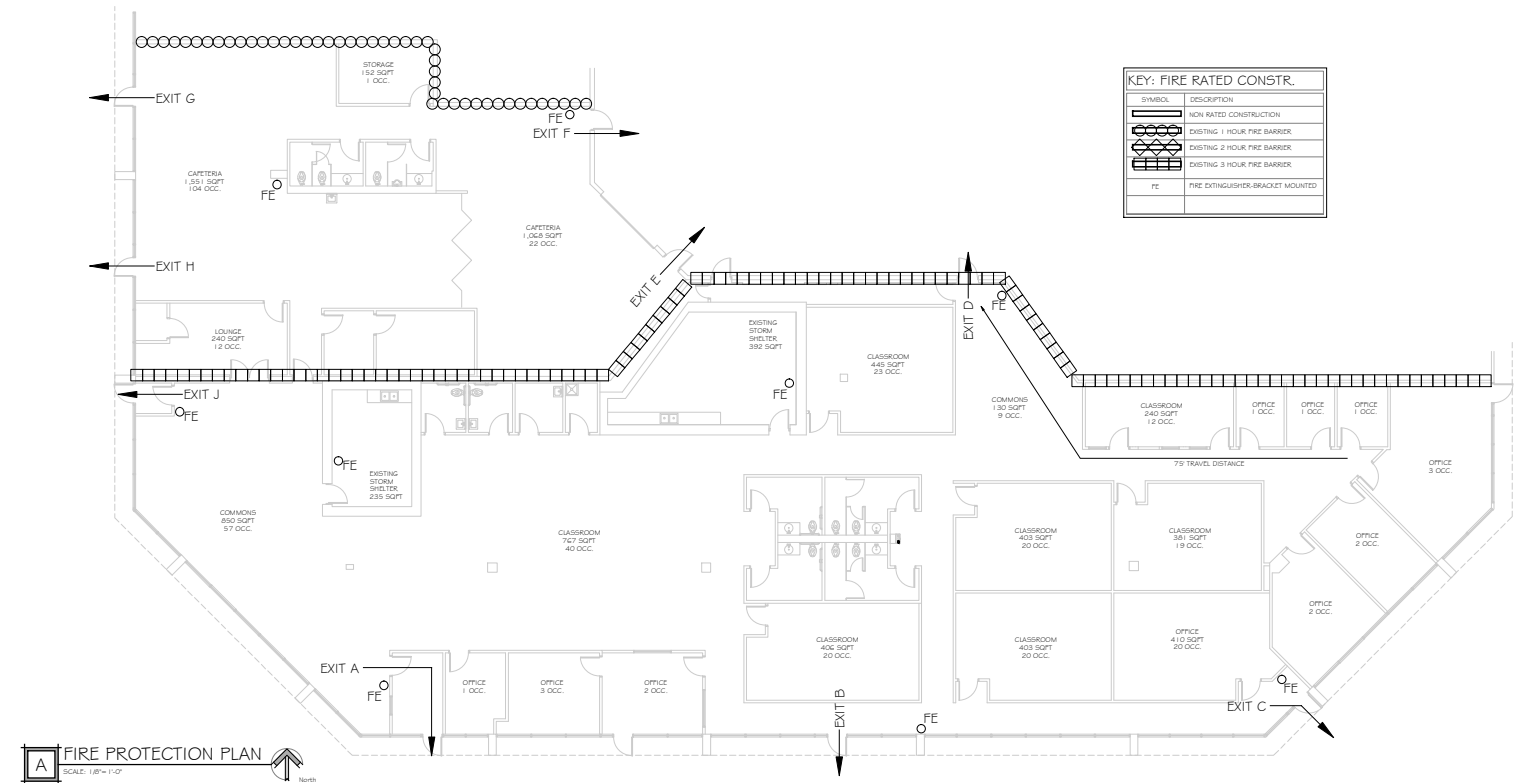 STORAGE
152 SQFT
1 OCC.
KEY: FIRE RATED CONSTR.
SYMBOL DESCRIPTION
NON RATED CONSTRUCTION
EXISTING 1 HOUR FIRE BARRIER
EXISTING 2 HOUR FIRE BARRIER
EXISTING 3 HOUR FIRE BARRIER
FE FIRE EXTINGUISHER-BRACKET MOUNTED
EXIT G
FE
EXIT F
CAFETERIA
1,551 SQFT
104 OCC.
FE
CAFETERIA
1,068 SQFT
22 OCC.
EXIT H
EXIT E
EXIT D
FE
LOUNGE
240 SQFT
12 OCC.
EXISTING
STORM
SHELTER
392 SQFT
CLASSROOM
445 SQFT
23 OCC.
EXIT J
FE
FE
COMMONS
130 SQFT
9 OCC.
CLASSROOM
240 SQFT
12 OCC.
OFFICE
1 OCC.
OFFICE
1 OCC.
OFFICE
1 OCC.
75' TRAVEL DISTANCE
OFFICE
3 OCC.
FE
EXISTING
STORM
SHELTER
235 SQFT
COMMONS
850 SQFT
57 OCC.
CLASSROOM
767 SQFT
40 OCC.
CLASSROOM
403 SQFT
20 OCC.
CLASSROOM
381 SQFT
19 OCC.
OFFICE
2 OCC.
OFFICE
2 OCC.
CLASSROOM
406 SQFT
20 OCC.
CLASSROOM
403 SQFT
20 OCC.
OFFICE
410 SQFT
20 OCC.
EXIT A
FE
OFFICE
1 OCC.
OFFICE
3 OCC.
OFFICE
2 OCC.
EXIT B
FE
FE
EXIT C
A FIRE PROTECTION PLAN
SCALE: 1/8"= 1'-0"
North